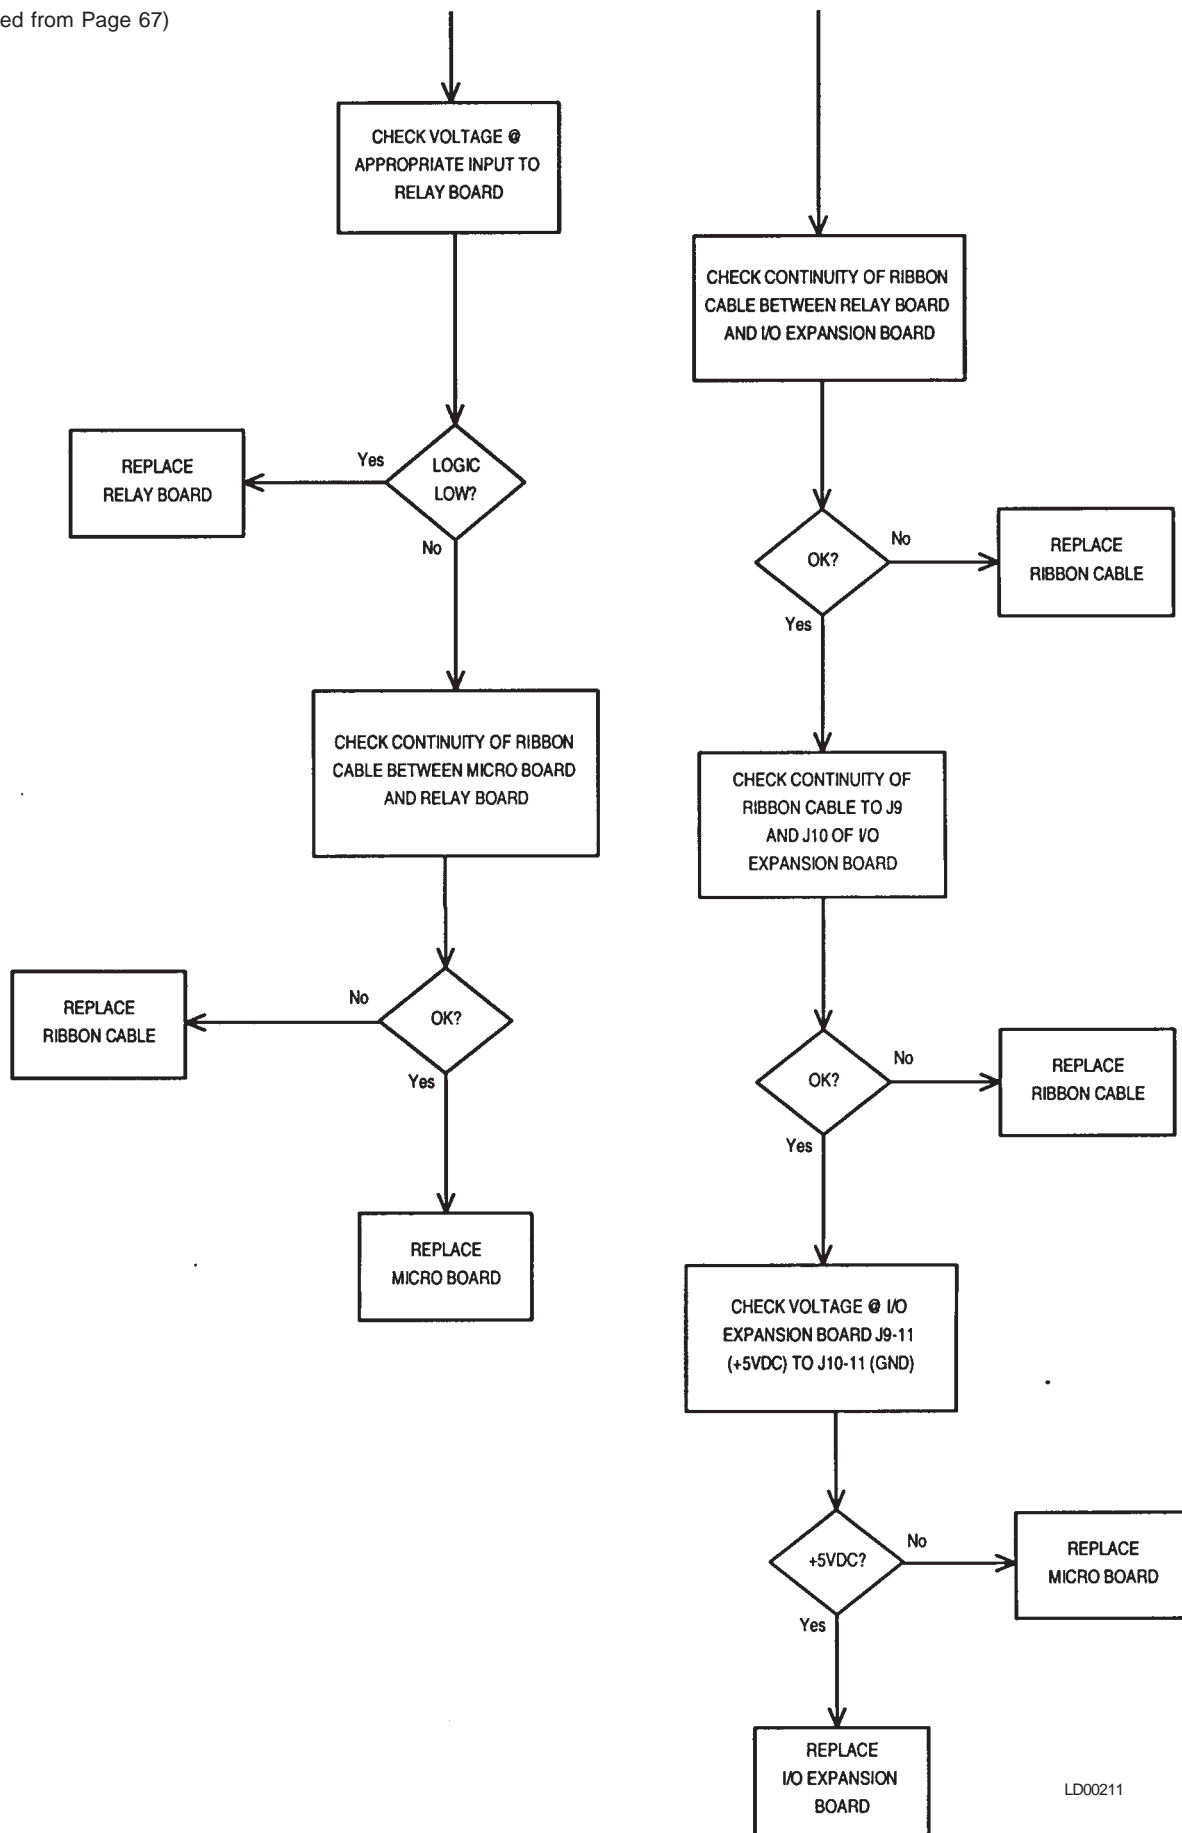 ed from Page 67)
CHECK VOLTAGE @
APPROPRIATE INPUT TO
RELAY BOARD
LOGIC
LOW?
Yes
REPLACE
RELAY BOARD
No
CHECK CONTINUITY OF RIBBON
CABLE BETWEEN MICRO BOARD
AND RELAY BOARD
OK?
No
REPLACE
RIBBON CABLE
Yes
REPLACE
MICRO BOARD
CHECK CONTINUITY OF RIBBON
CABLE BETWEEN RELAY BOARD
AND I/O EXPANSION BOARD
OK?
No
REPLACE
RIBBON CABLE
Yes
CHECK CONTINUITY OF
RIBBON CABLE TO J9
AND J10 OF I/O
EXPANSION BOARD
OK?
No
REPLACE
RIBBON CABLE
Yes
CHECK VOLTAGE @ I/O
EXPANSION BOARD J9-11
(+5VDC) TO J10-11 (GND)
+5VDC?
No
REPLACE
MICRO BOARD
Yes
REPLACE
I/O EXPANSION
BOARD
LD00211